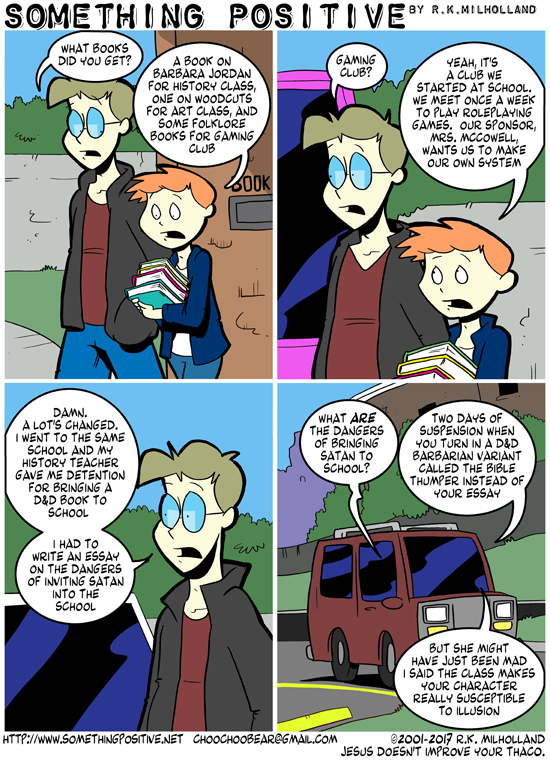 SOMETHING POSITIVE BY R.K.MILHOLLAND
WHAT BOOKS
DID YOU GET?
A BOOK ON
BARBARA JORDAN
FOR HISTORY CLASS,
ONE ON WOODCUTS
FOR ART CLASS, AND
SOME FOLKLORE
BOOKS FOR GAMING
CLUB
BOOK
GAMING
CLUB?
YEAH, IT'S
A CLUB WE
STARTED AT SCHOOL.
WE MEET ONCE A WEEK
TO PLAY ROLEPLAYING
GAMES. OUR SPONSOR,
MRS. MCCOWELL,
WANTS US TO MAKE
OUR OWN SYSTEM
DAMN.
A LOT'S CHANGED.
I WENT TO THE SAME
SCHOOL AND MY
HISTORY TEACHER
GAVE ME DETENTION
FOR BRINGING A
D&D BOOK TO
SCHOOL
I HAD TO
WRITE AN ESSAY
ON THE DANGERS
OF INVITING SATAN
INTO THE
SCHOOL
WHAT ARE
THE DANGERS
OF BRINGING
SATAN TO
SCHOOL?
TWO DAYS OF
SUSPENSION WHEN
YOU TURN IN A D&D
BARBARIAN VARIANT
CALLED THE BIBLE
THUMPER INSTEAD OF
YOUR ESSAY
BUT SHE MIGHT
HAVE JUST BEEN MAD
I SAID THE CLASS MAKES
YOUR CHARACTER
REALLY SUSCEPTIBLE
TO ILLUSION
HTTP://WWW.SOMETHINGPOSITIVE.NET CHOOCHOOBEAR@GMAIL.COM
©2001-2017 R.K. MILHOLLAND
JESUS DOESN'T IMPROVE YOUR THACO.